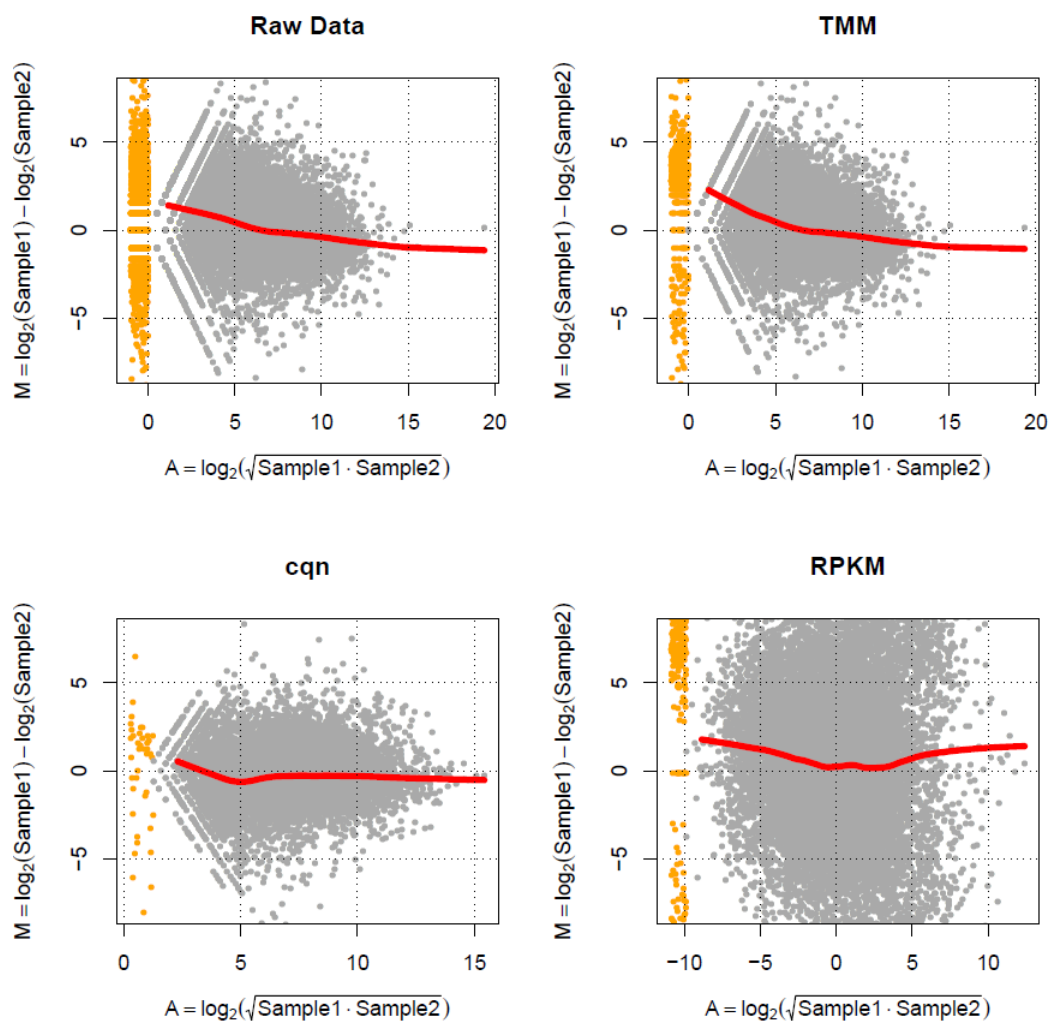 Raw Data
M = log2(Sample1) − log2(Sample2)
5
0
−5
0 5 10 15 20
A = log2(√Sample1 · Sample2)
TMM
M = log2(Sample1) − log2(Sample2)
5
0
−5
0 5 10 15 20
A = log2(√Sample1 · Sample2)
cqn
M = log2(Sample1) − log2(Sample2)
5
0
−5
0 5 10 15
A = log2(√Sample1 · Sample2)
RPKM
M = log2(Sample1) − log2(Sample2)
5
0
−5
−10 −5 0 5 10
A = log2(√Sample1 · Sample2)